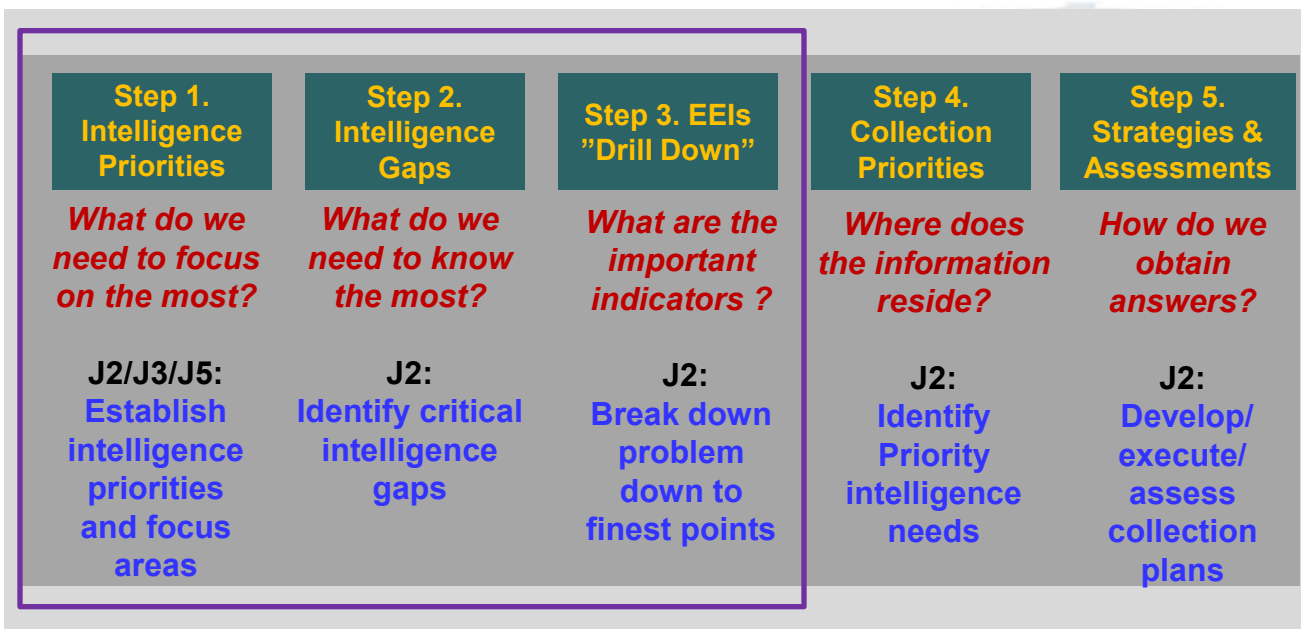 Step 1.
Intelligence
Priorities
What do we
need to focus
on the most?
J2/J3/J5:
Establish
intelligence
priorities
and focus
areas
Step 2.
Intelligence
Gaps
What do we
need to know
the most?
J2:
Identify critical
intelligence
gaps
Step 3. EEIs
”Drill Down”
What are the
important
indicators ?
J2:
Break down
problem
down to
finest points
Step 4.
Collection
Priorities
Where does
the information
reside?
J2:
Identify
Priority
intelligence
needs
Step 5.
Strategies &
Assessments
How do we
obtain
answers?
J2:
Develop/
execute/
assess
collection
plans